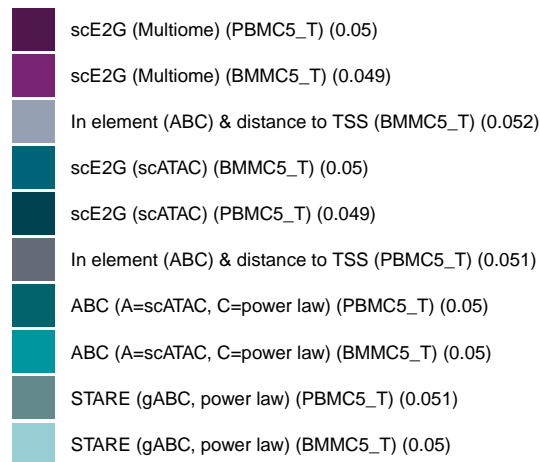 scE2G (Multiome) (PBMC5_T) (0.05)
scE2G (Multiome) (BMMC5_T) (0.049)
In element (ABC) & distance to TSS (BMMC5_T) (0.052)
scE2G (scATAC) (BMMC5_T) (0.05)
scE2G (scATAC) (PBMC5_T) (0.049)
In element (ABC) & distance to TSS (PBMC5_T) (0.051)
ABC (A=scATAC, C=power law) (PBMC5_T) (0.05)
ABC (A=scATAC, C=power law) (BMMC5_T) (0.05)
STARE (gABC, power law) (PBMC5_T) (0.051)
STARE (gABC, power law) (BMMC5_T) (0.05)